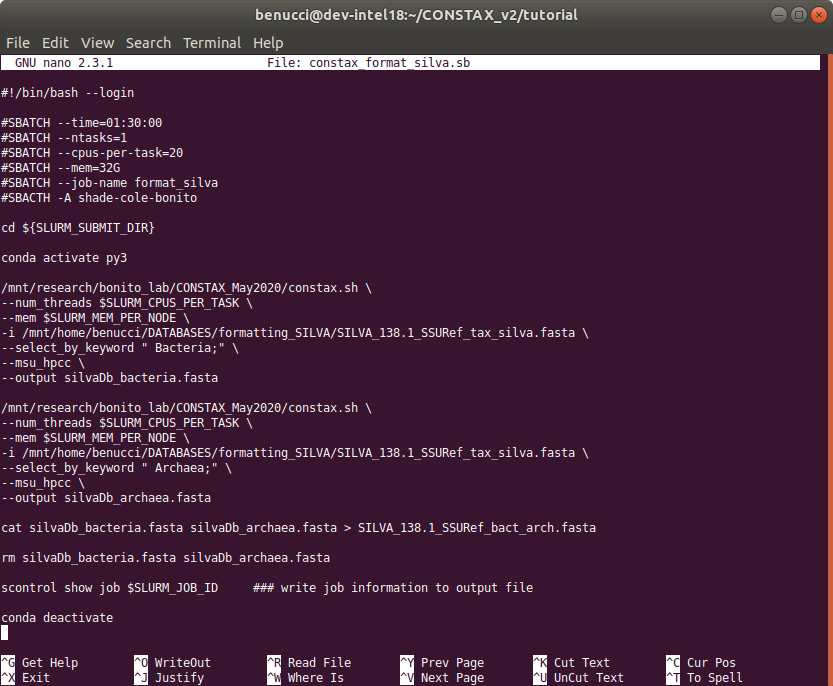 benucci@dev-intel18:~/CONSTAX_v2/tutorial
File Edit View Search Terminal Help
GNU nano 2.3.1 File: constax_format_silva.sb
#!/bin/bash --login
#SBATCH --time=01:30:00
#SBATCH --ntasks=1
#SBATCH --cpus-per-task=20
#SBATCH --mem=32G
#SBATCH --job-name format_silva
#SBACTH -A shade-cole-bonito
cd ${SLURM_SUBMIT_DIR}
conda activate py3
/mnt/research/bonito_lab/CONSTAX_May2020/constax.sh \
--num_threads $SLURM_CPUS_PER_TASK \
--mem $SLURM_MEM_PER_NODE \
-i /mnt/home/benucci/DATABASES/formatting_SILVA/SILVA_138.1_SSURef_tax_silva.fasta \
--select_by_keyword " Bacteria;" \
--msu_hpcc \
--output silvaDb_bacteria.fasta
/mnt/research/bonito_lab/CONSTAX_May2020/constax.sh \
--num_threads $SLURM_CPUS_PER_TASK \
--mem $SLURM_MEM_PER_NODE \
-i /mnt/home/benucci/DATABASES/formatting_SILVA/SILVA_138.1_SSURef_tax_silva.fasta \
--select_by_keyword " Archaea;" \
--msu_hpcc \
--output silvaDb_archaea.fasta
cat silvaDb_bacteria.fasta silvaDb_archaea.fasta > SILVA_138.1_SSURef_bact_arch.fasta
rm silvaDb_bacteria.fasta silvaDb_archaea.fasta
scontrol show job $SLURM_JOB_ID ### write job information to output file
conda deactivate
^G Get Help ^O WriteOut ^R Read File ^Y Prev Page ^K Cut Text ^C Cur Pos
^X Exit ^J Justify ^W Where Is ^V Next Page ^U UnCut Text ^T To Spell